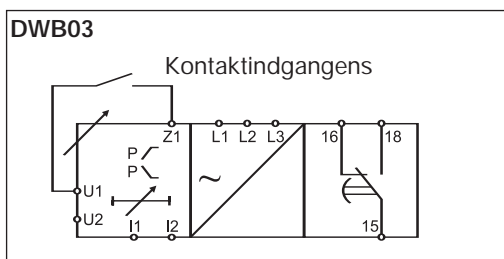 DWB03
Kontaktindgangens
Z1 L1 L2 L3 16 18
P
P
~
U1
U2 I1 I2 15